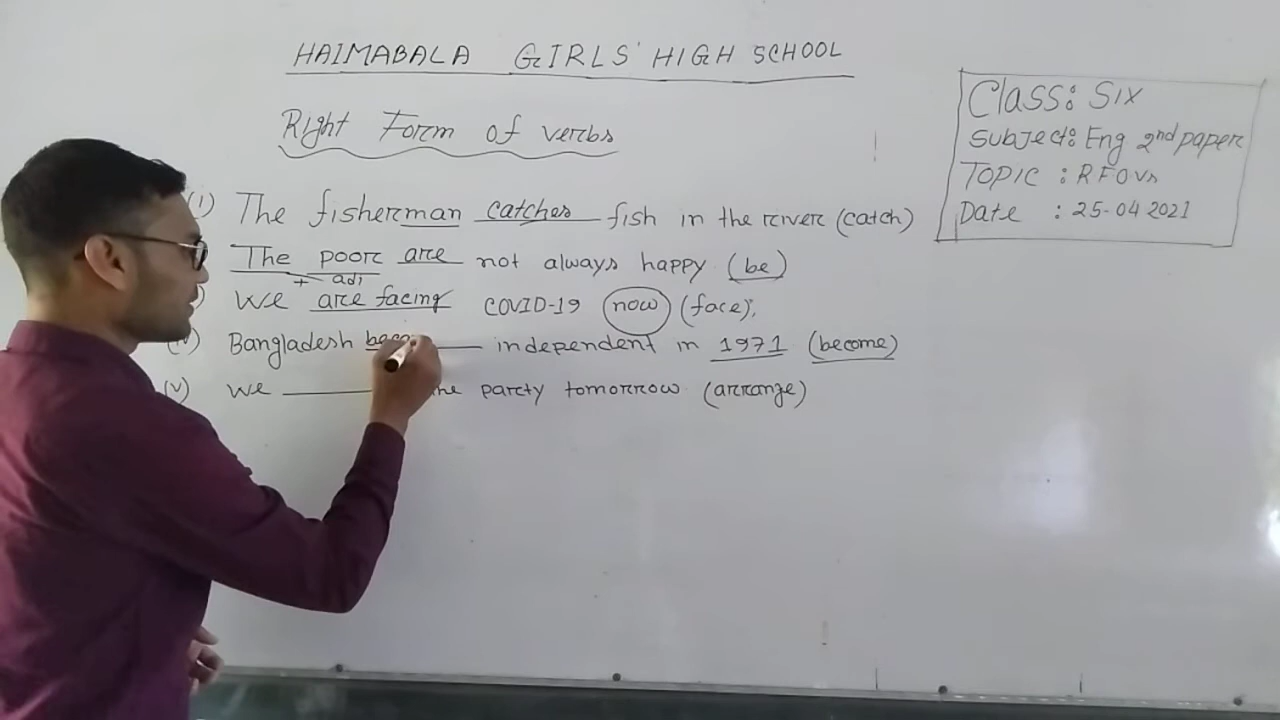 HAIMABALA GIRLS' HIGH SCHOOL
Right Form of verbs
Class: Six
Subject: Eng 2nd paper
TOPIC : RFOVs
Date : 25-04 2021
(i) The fisherman catches fish in the river (catch)
The poor are not always happy (be)
+ adj
We are facing COVID-19 now (face).
Bangladesh beco independent in 1971 (become)
(v) We the party tomorrow (arrange)